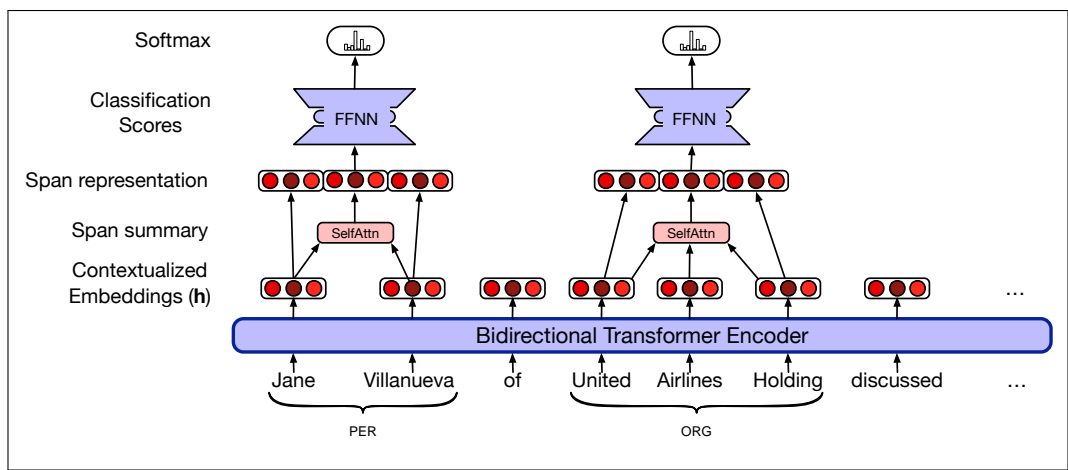 Softmax
Classification
Scores
FFNN FFNN
Span representation
Span summary
SelfAttn SelfAttn
Contextualized
Embeddings (h)
...
Bidirectional Transformer Encoder
Jane Villanueva of United Airlines Holding discussed ...
PER ORG